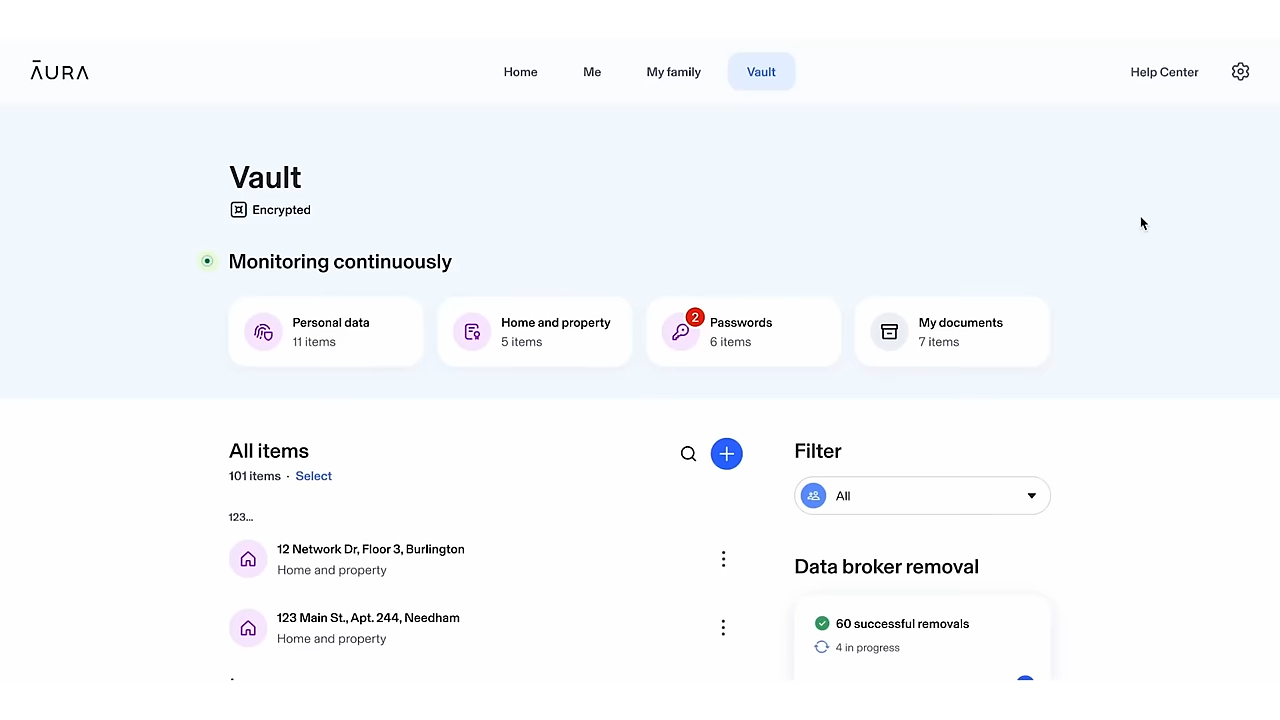 ĀURA
Home
Me
My family
Vault
Help Center
Vault
Encrypted
Monitoring continuously
Personal data
11 items
Home and property
5 items
2
Passwords
6 items
My documents
7 items
All items
101 items · Select
123...
12 Network Dr, Floor 3, Burlington
Home and property
123 Main St., Apt. 244, Needham
Home and property
Filter
All
Data broker removal
60 successful removals
4 in progress